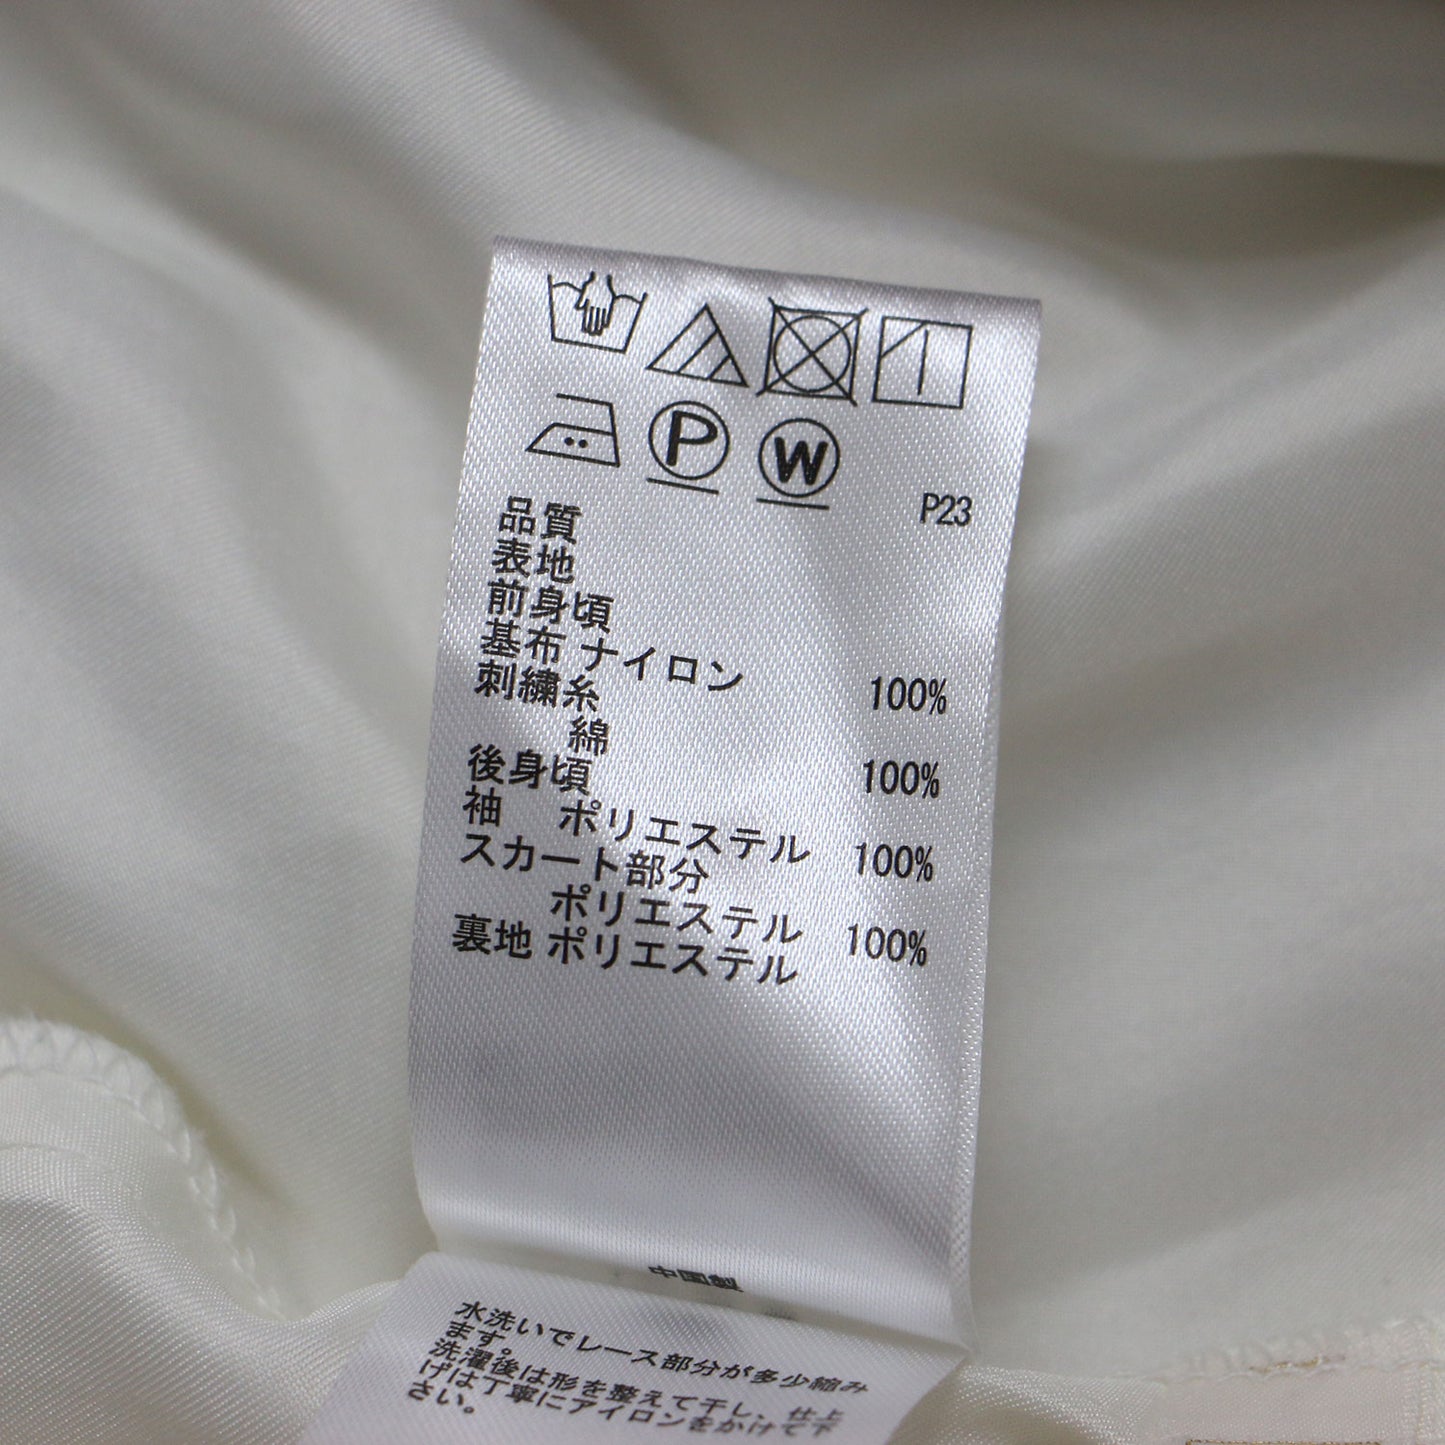 P
W
P23
品質
表地
前身頃
基布 ナイロン 100%
刺繍糸
綿 100%
後身頃
袖 ポリエステル 100%
スカート部分
ポリエステル 100%
裏地 ポリエステル
中国製
水洗いでレース部分が多少縮み
ます。
洗濯後は形を整えて干し、仕上
げは丁寧にアイロンをかけて下
さい。